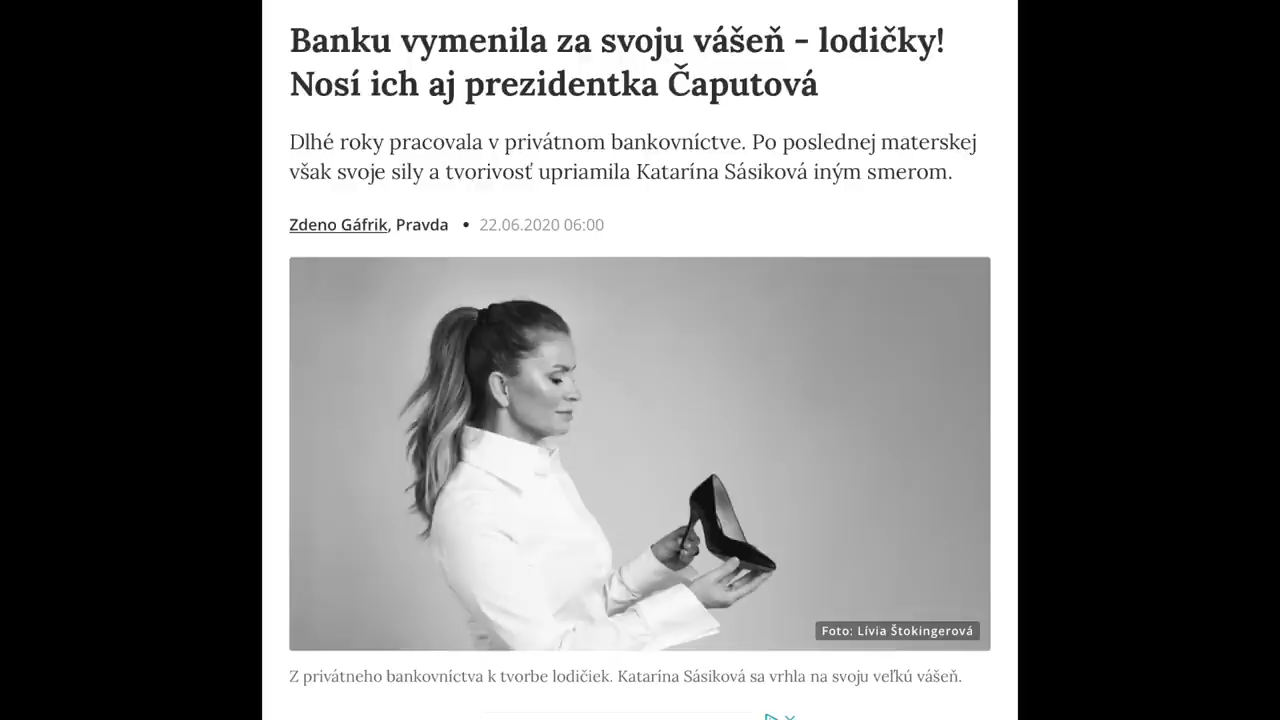 Banku vymenila za svoju vášeň - lodičky!
Nosí ich aj prezidentka Čaputová
Dlhé roky pracovala v privátnom bankovníctve. Po poslednej materskej
však svoje sily a tvorivosť upriamila Katarína Sásiková iným smerom.
Zdeno Gáfrik, Pravda • 22.06.2020 06:00
Foto: Lívia Štokingerová
Z privátneho bankovníctva k tvorbe lodičiek. Katarína Sásiková sa vrhla na svoju veľkú vášeň.